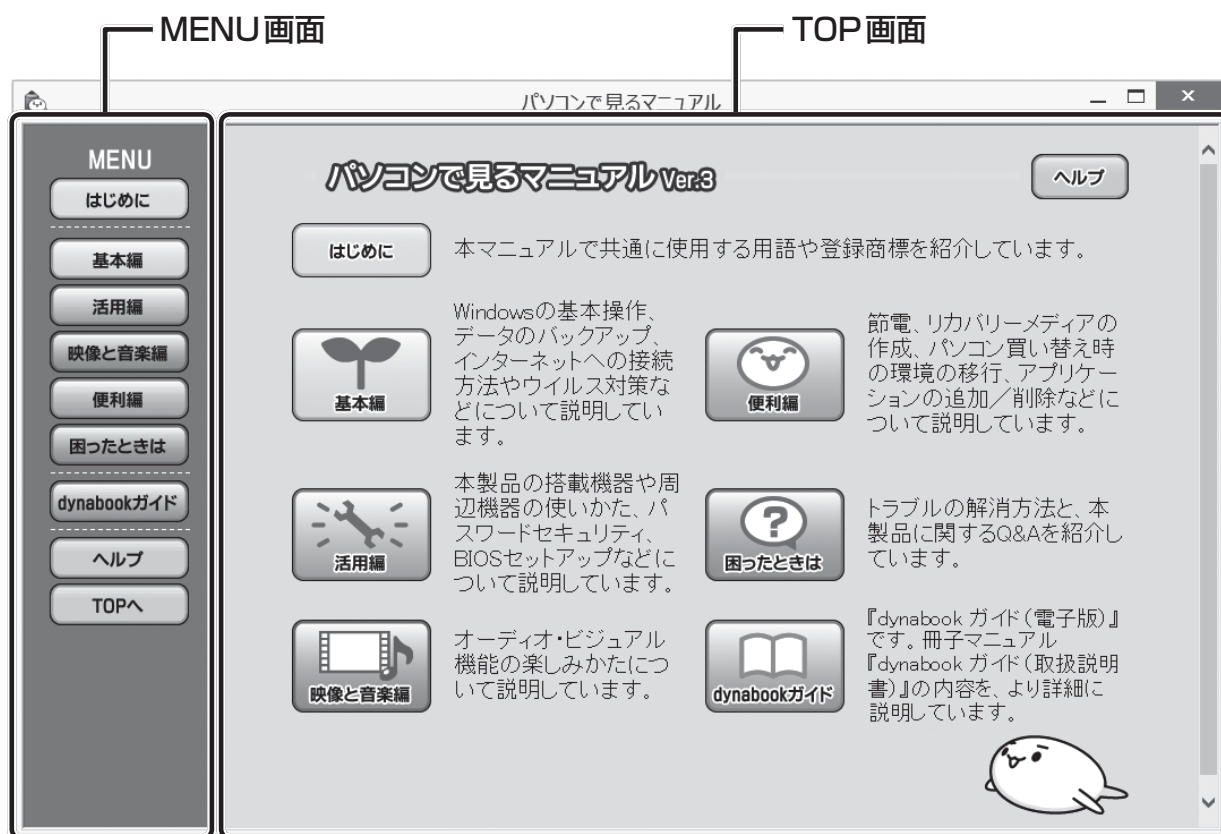 MENU画面
TOP画面
パソコンで見るマニュアル
MENU
はじめに
基本編
活用編
映像と音楽編
便利編
困ったときは
dynabookガイド
ヘルプ
TOPへ
パソコンで見るマニュアル Ver.3
ヘルプ
はじめに
本マニュアルで共通に使用する用語や登録商標を紹介しています。
基本編
Windowsの基本操作、
データのバックアップ、
インターネットへの接続
方法やウイルス対策な
どについて説明してい
ます。
便利編
節電、リカバリーメディアの
作成、パソコン買い替え時
の環境の移行、アプリケー
ションの追加／削除などに
ついて説明しています。
活用編
本製品の搭載機器や周
辺機器の使いかた、パ
スワードセキュリティ、
BIOSセットアップなどに
ついて説明しています。
困ったときは
トラブルの解消方法と、本
製品に関するQ&Aを紹介し
ています。
映像と音楽編
オーディオ・ビジュアル
機能の楽しみかたにつ
いて説明しています。
dynabookガイド
『dynabook ガイド（電子版）』
です。冊子マニュアル
『dynabook ガイド（取扱説明
書）』の内容を、より詳細に
説明しています。